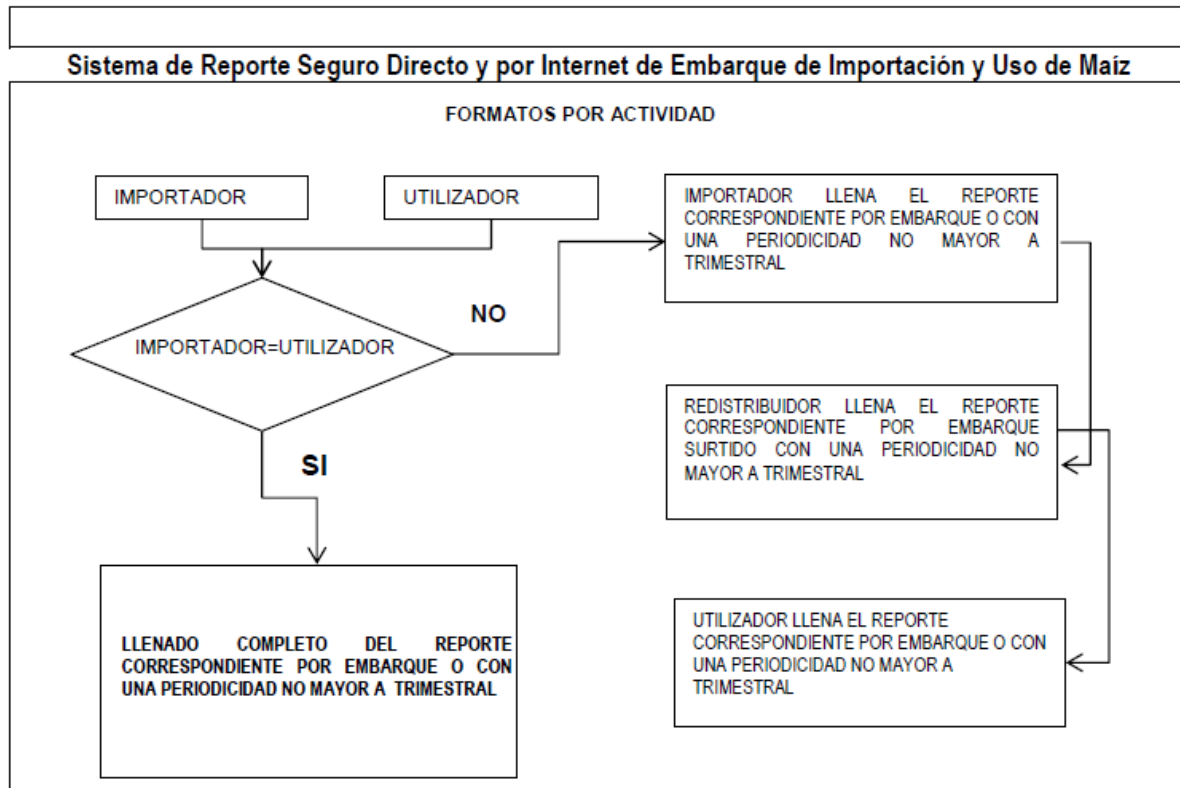 Sistema de Reporte Seguro Directo y por Internet de Embarque de Importación y Uso de Maíz
FORMATOS POR ACTIVIDAD
IMPORTADOR
UTILIZADOR
IMPORTADOR=UTILIZADOR
NO
SI
LLENADO COMPLETO DEL REPORTE
CORRESPONDIENTE POR EMBARQUE O CON
UNA PERIODICIDAD NO MAYOR A TRIMESTRAL
IMPORTADOR LLENA EL REPORTE
CORRESPONDIENTE POR EMBARQUE O CON
UNA PERIODICIDAD NO MAYOR A
TRIMESTRAL
REDISTRIBUIDOR LLENA EL REPORTE
CORRESPONDIENTE POR EMBARQUE
SURTIDO CON UNA PERIODICIDAD NO
MAYOR A TRIMESTRAL
UTILIZADOR LLENA EL REPORTE
CORRESPONDIENTE POR EMBARQUE O CON
UNA PERIODICIDAD NO MAYOR A
TRIMESTRAL